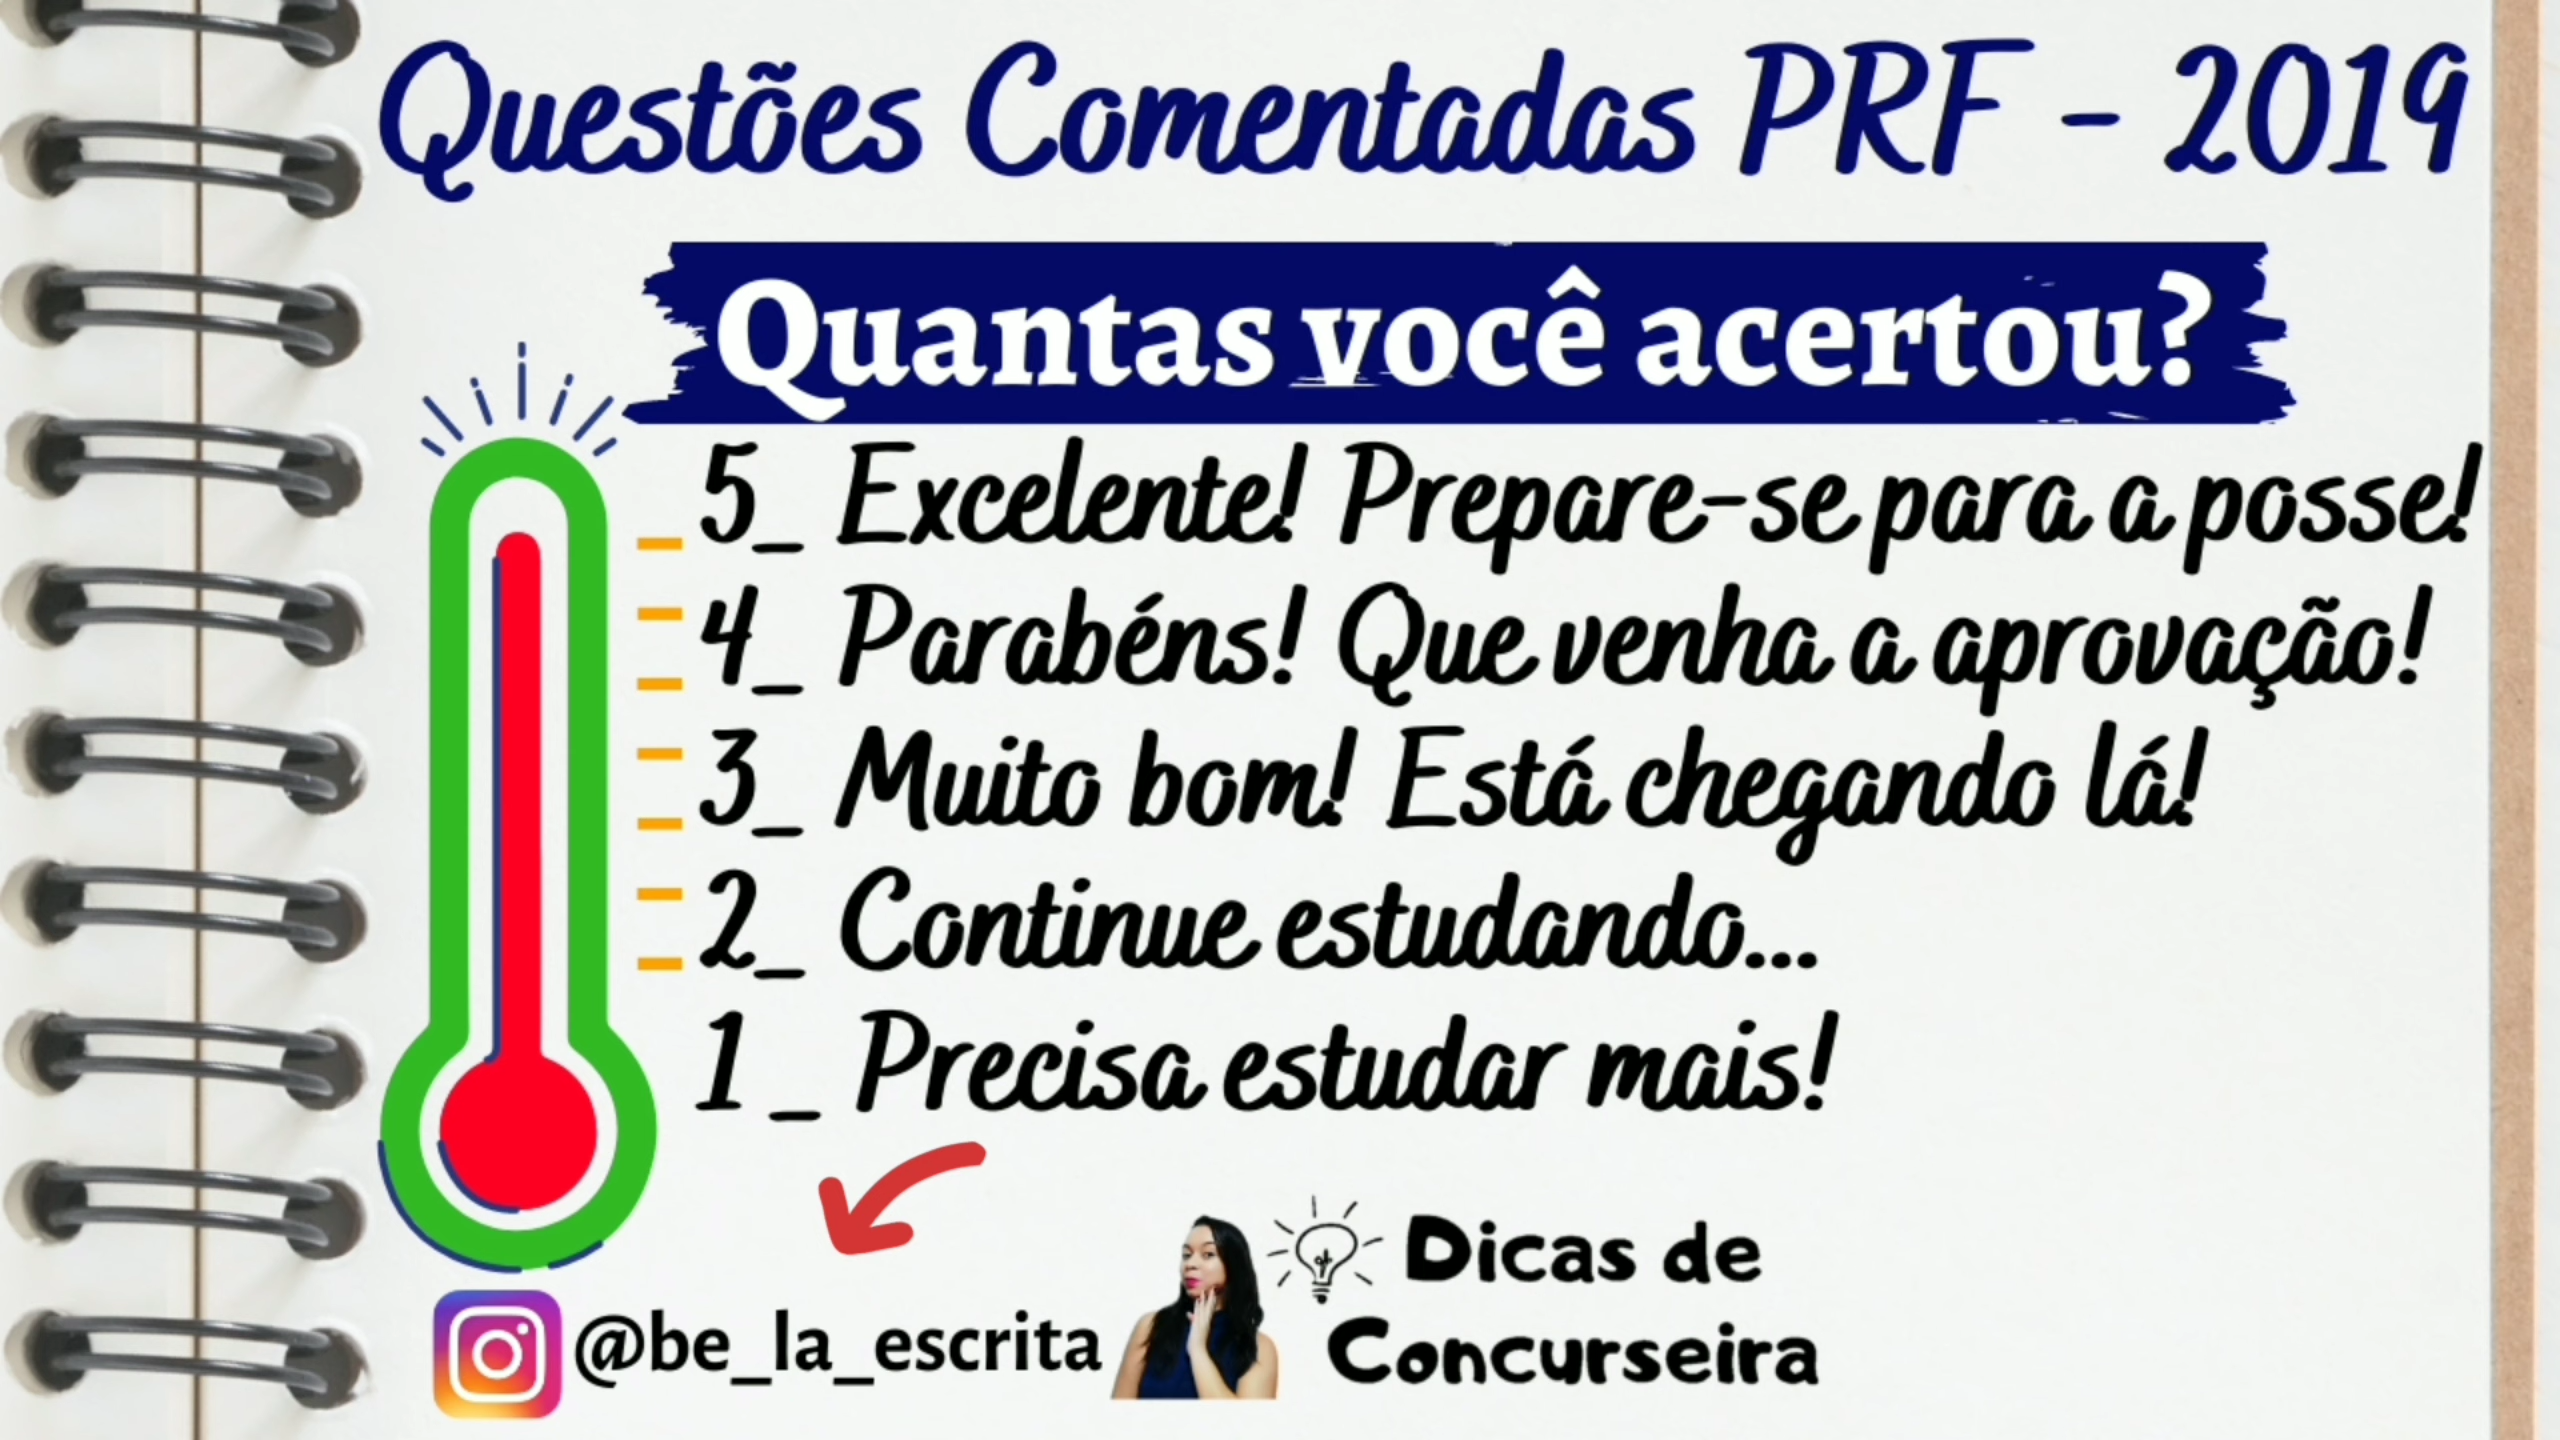 Questões Comentadas PRF - 2019
Quantas você acertou?
5_ Excelente! Prepare-se para a posse!
4_ Parabéns! Que venha a aprovação!
3_ Muito bom! Está chegando lá!
2_ Continue estudando...
1_ Precisa estudar mais!
@be_la_escrita
Dicas de
Concurseira